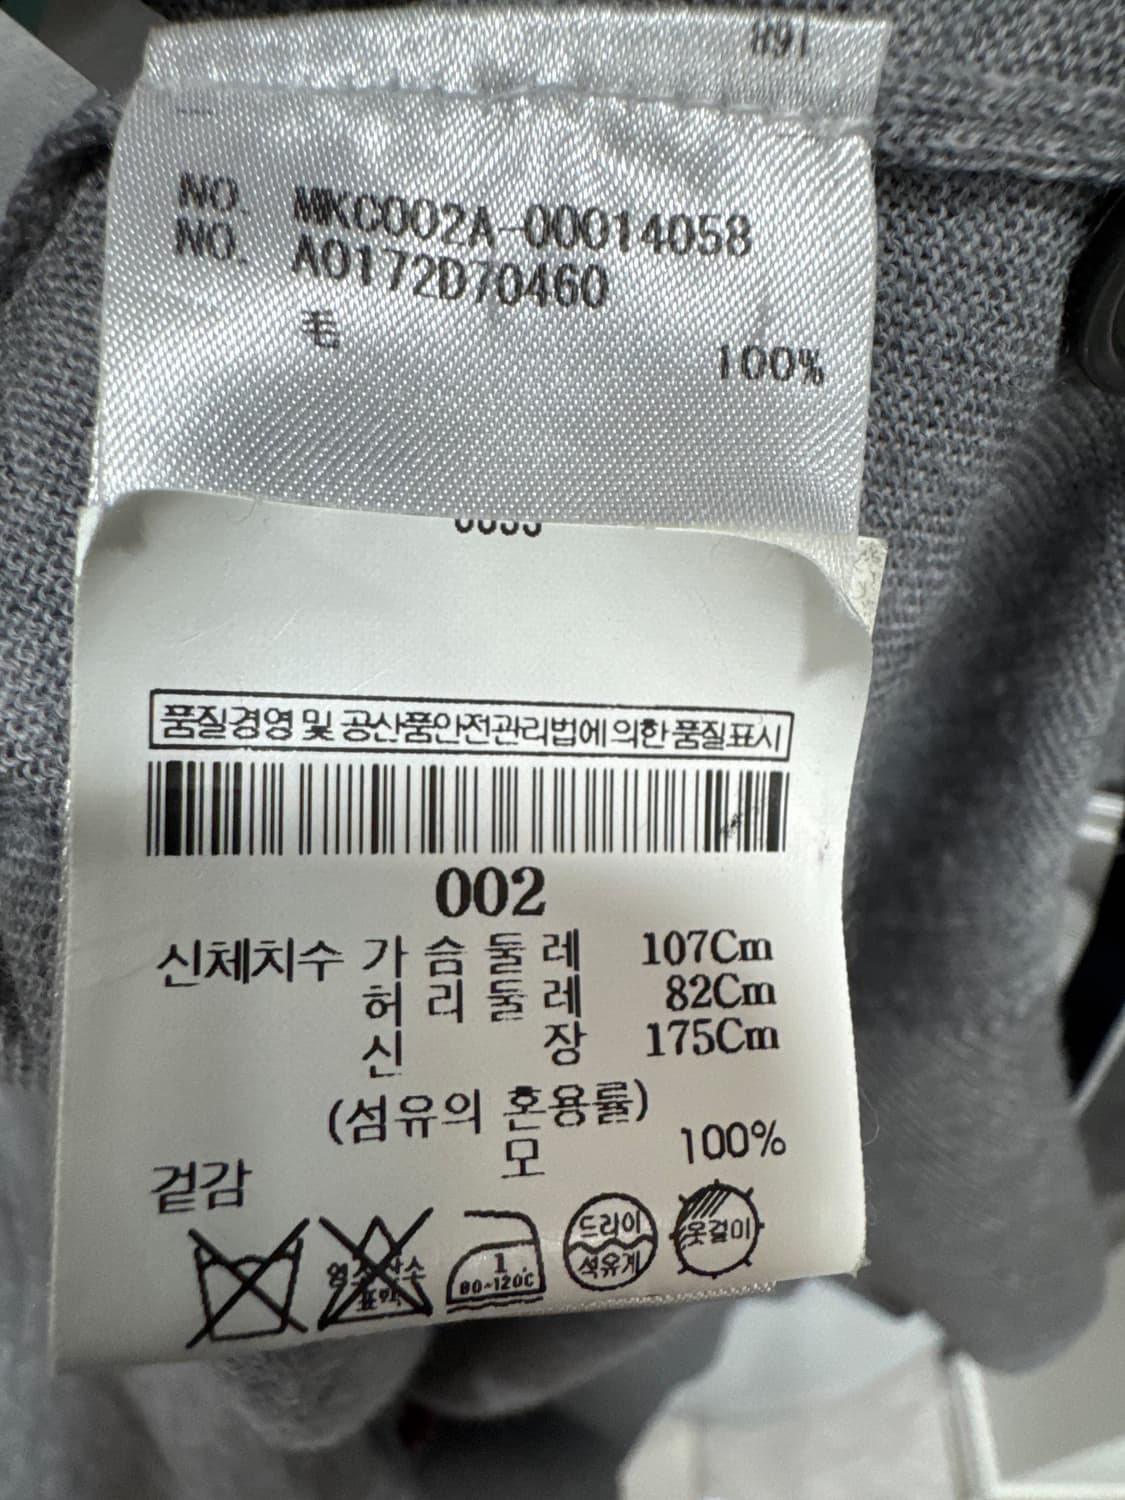 NO. MKC002A-00014058
NO. A0172D70460
毛 100%
품질경영 및 공산품안전관리법에 의한 품질표시
002
신체치수 가슴둘레 107Cm
허리둘레 82Cm
신장 175Cm
(섬유의 혼용률)
겉감 모 100%
1
80~120℃
드라이
석유계
옷걸이